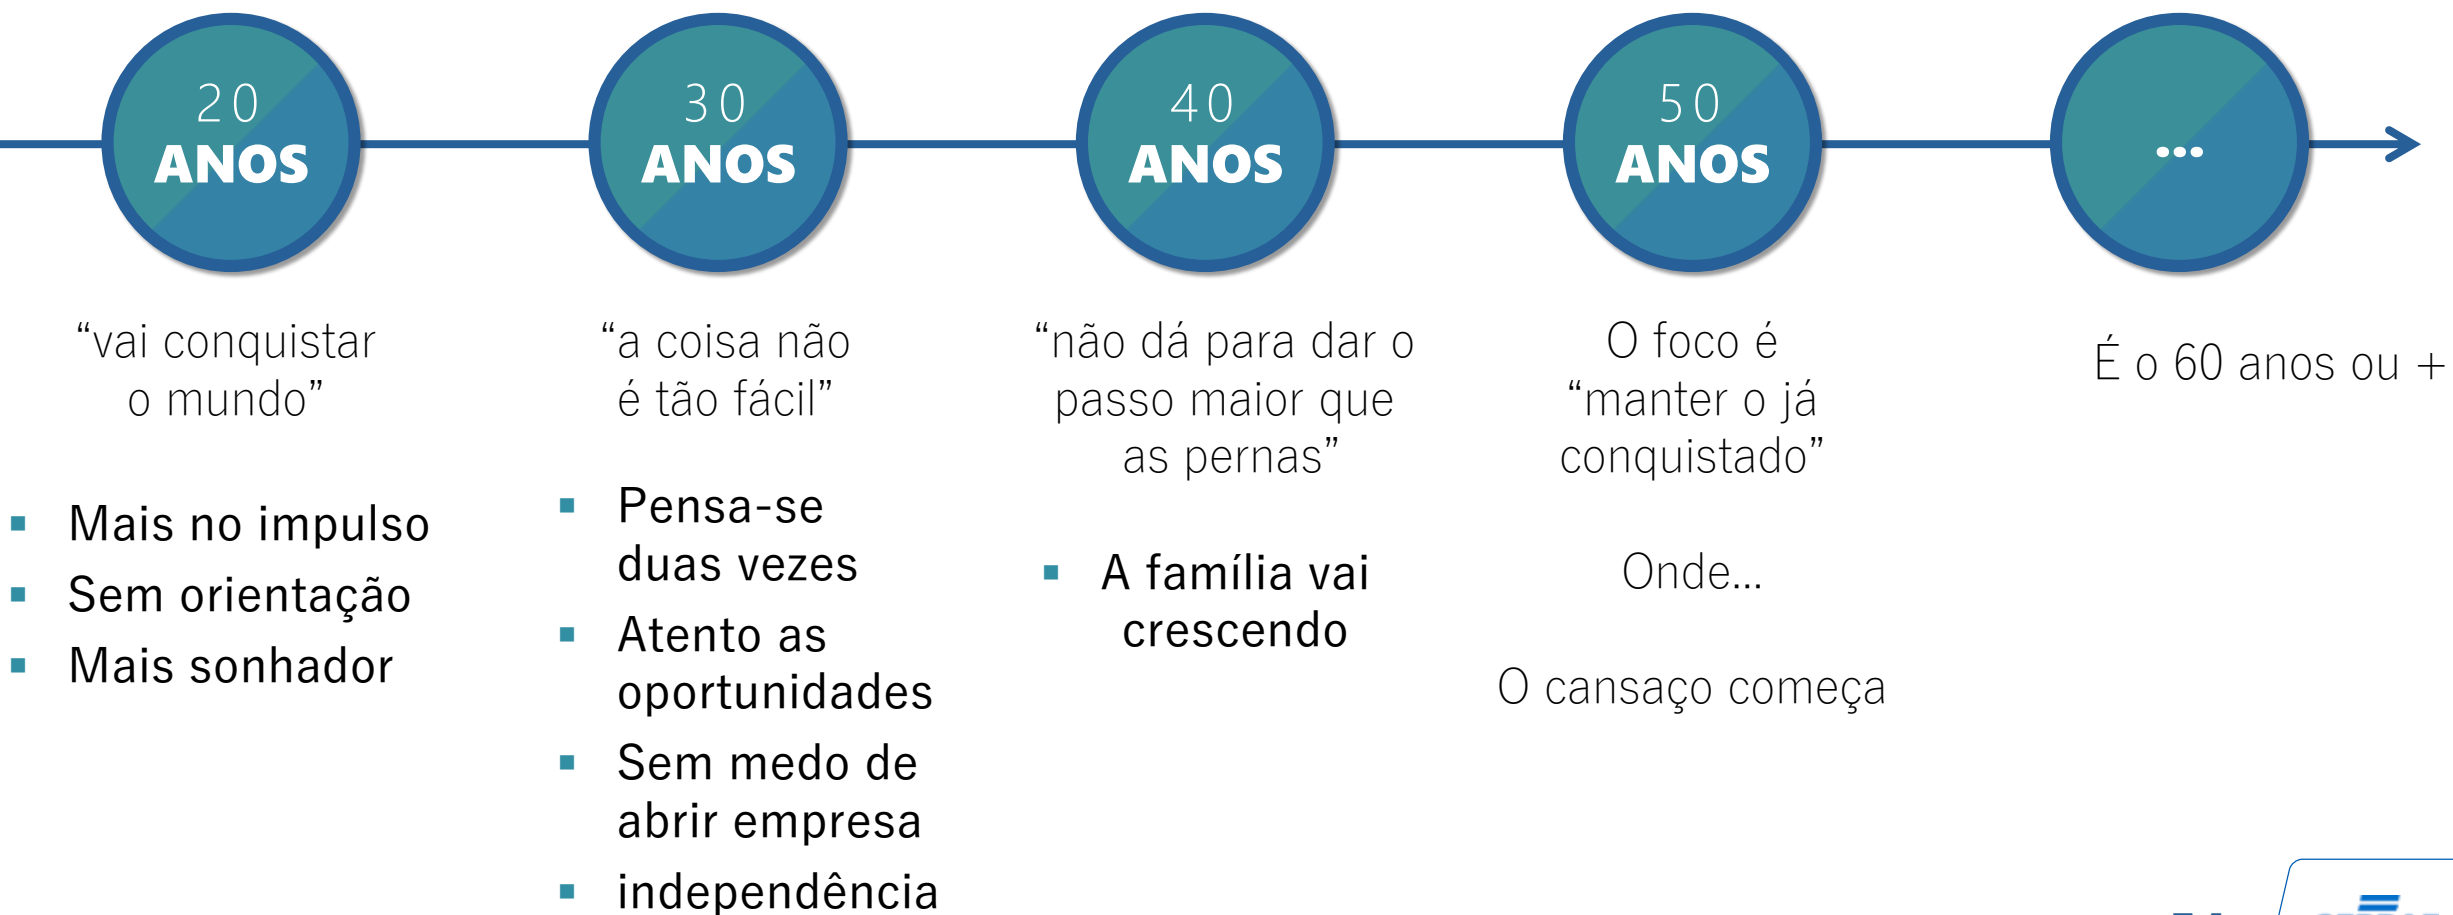 20
ANOS
30
ANOS
40
ANOS
50
ANOS
...
“vai conquistar
o mundo”
▪ Mais no impulso
▪ Sem orientação
▪ Mais sonhador
“a coisa não
é tão fácil”
▪ Pensa-se
duas vezes
▪ Atento as
oportunidades
▪ Sem medo de
abrir empresa
▪ independência
“não dá para dar o
passo maior que
as pernas”
▪ A família vai
crescendo
O foco é
“manter o já
conquistado”
Onde...
O cansaço começa
É o 60 anos ou +